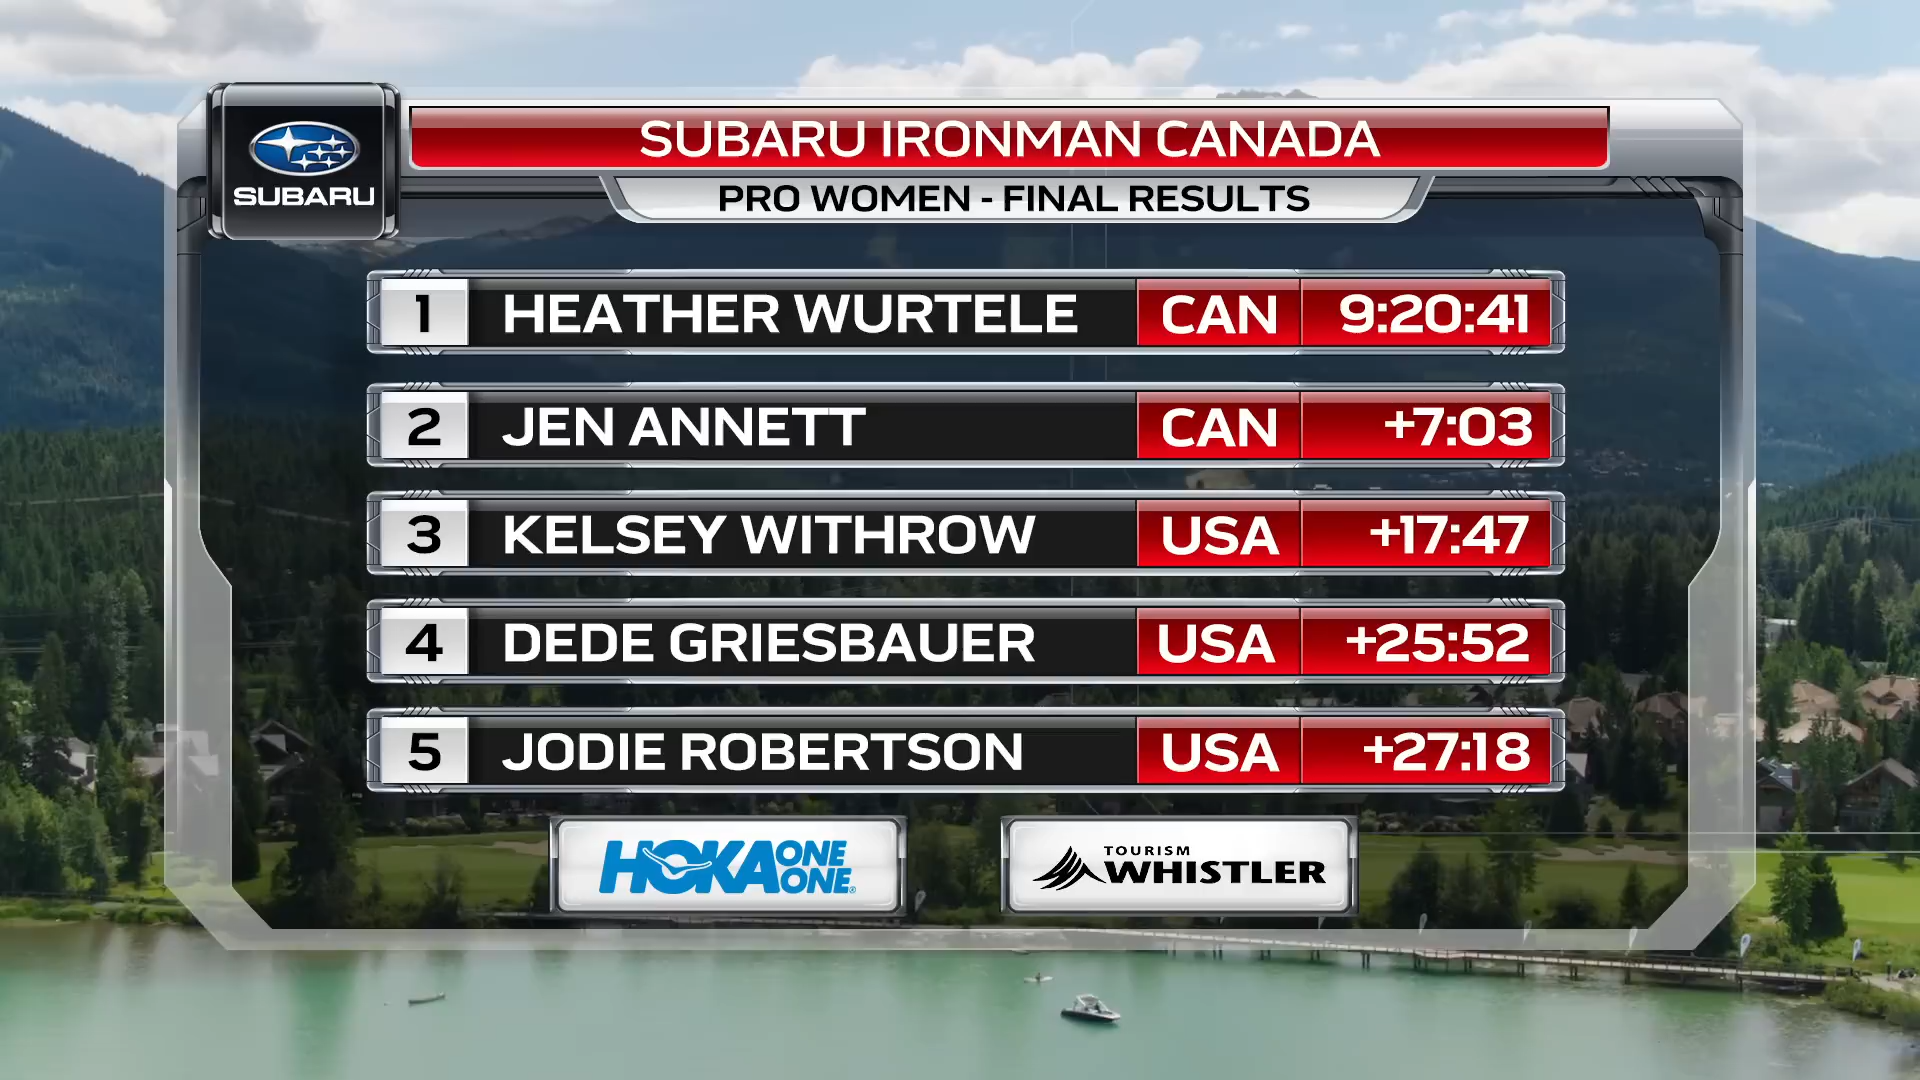 SUBARU
SUBARU IRONMAN CANADA
PRO WOMEN - FINAL RESULTS
1 HEATHER WURTELE CAN 9:20:41
2 JEN ANNETT CAN +7:03
3 KELSEY WITHROW USA +17:47
4 DEDE GRIESBAUER USA +25:52
5 JODIE ROBERTSON USA +27:18
HOKA ONE ONE
TOURISM
WHISTLER